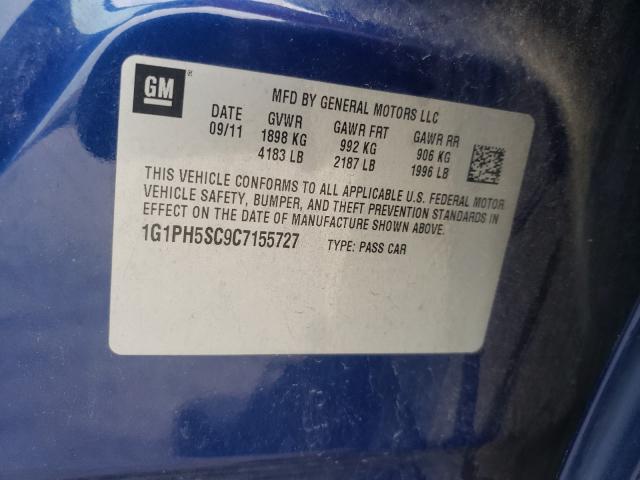 GM ®
MFD BY GENERAL MOTORS LLC
DATE GVWR GAWR FRT GAWR RR
09/11 1898 KG 992 KG 906 KG
4183 LB 2187 LB 1996 LB
THIS VEHICLE CONFORMS TO ALL APPLICABLE U.S. FEDERAL MOTOR
VEHICLE SAFETY, BUMPER, AND THEFT PREVENTION STANDARDS IN
EFFECT ON THE DATE OF MANUFACTURE SHOWN ABOVE.
1G1PH5SC9C7155727 TYPE: PASS CAR